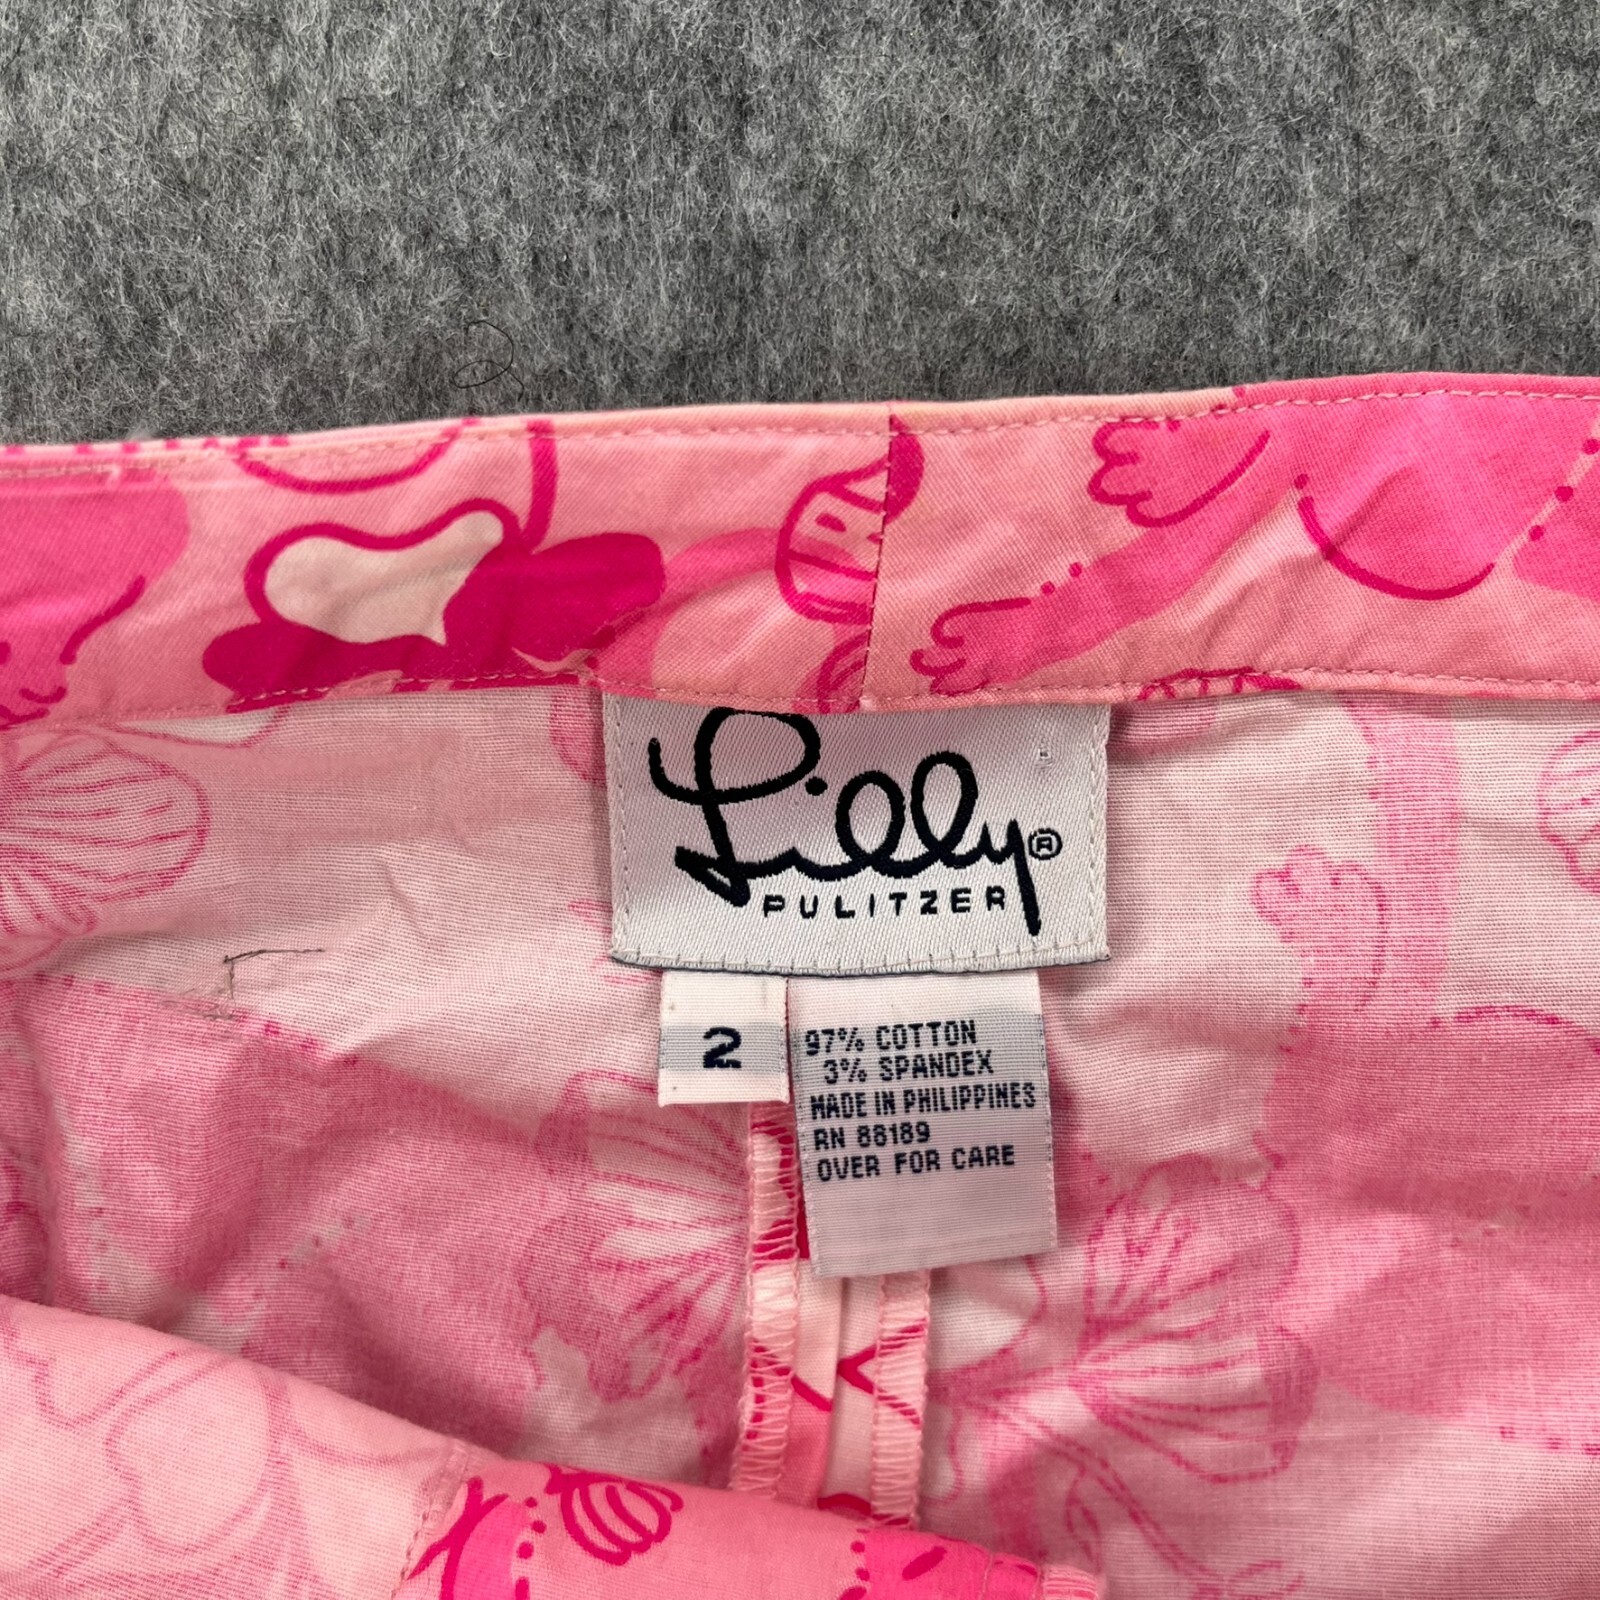 Lilly®
PULITZER
2
97% COTTON
3% SPANDEX
MADE IN PHILIPPINES
RN 88189
OVER FOR CARE